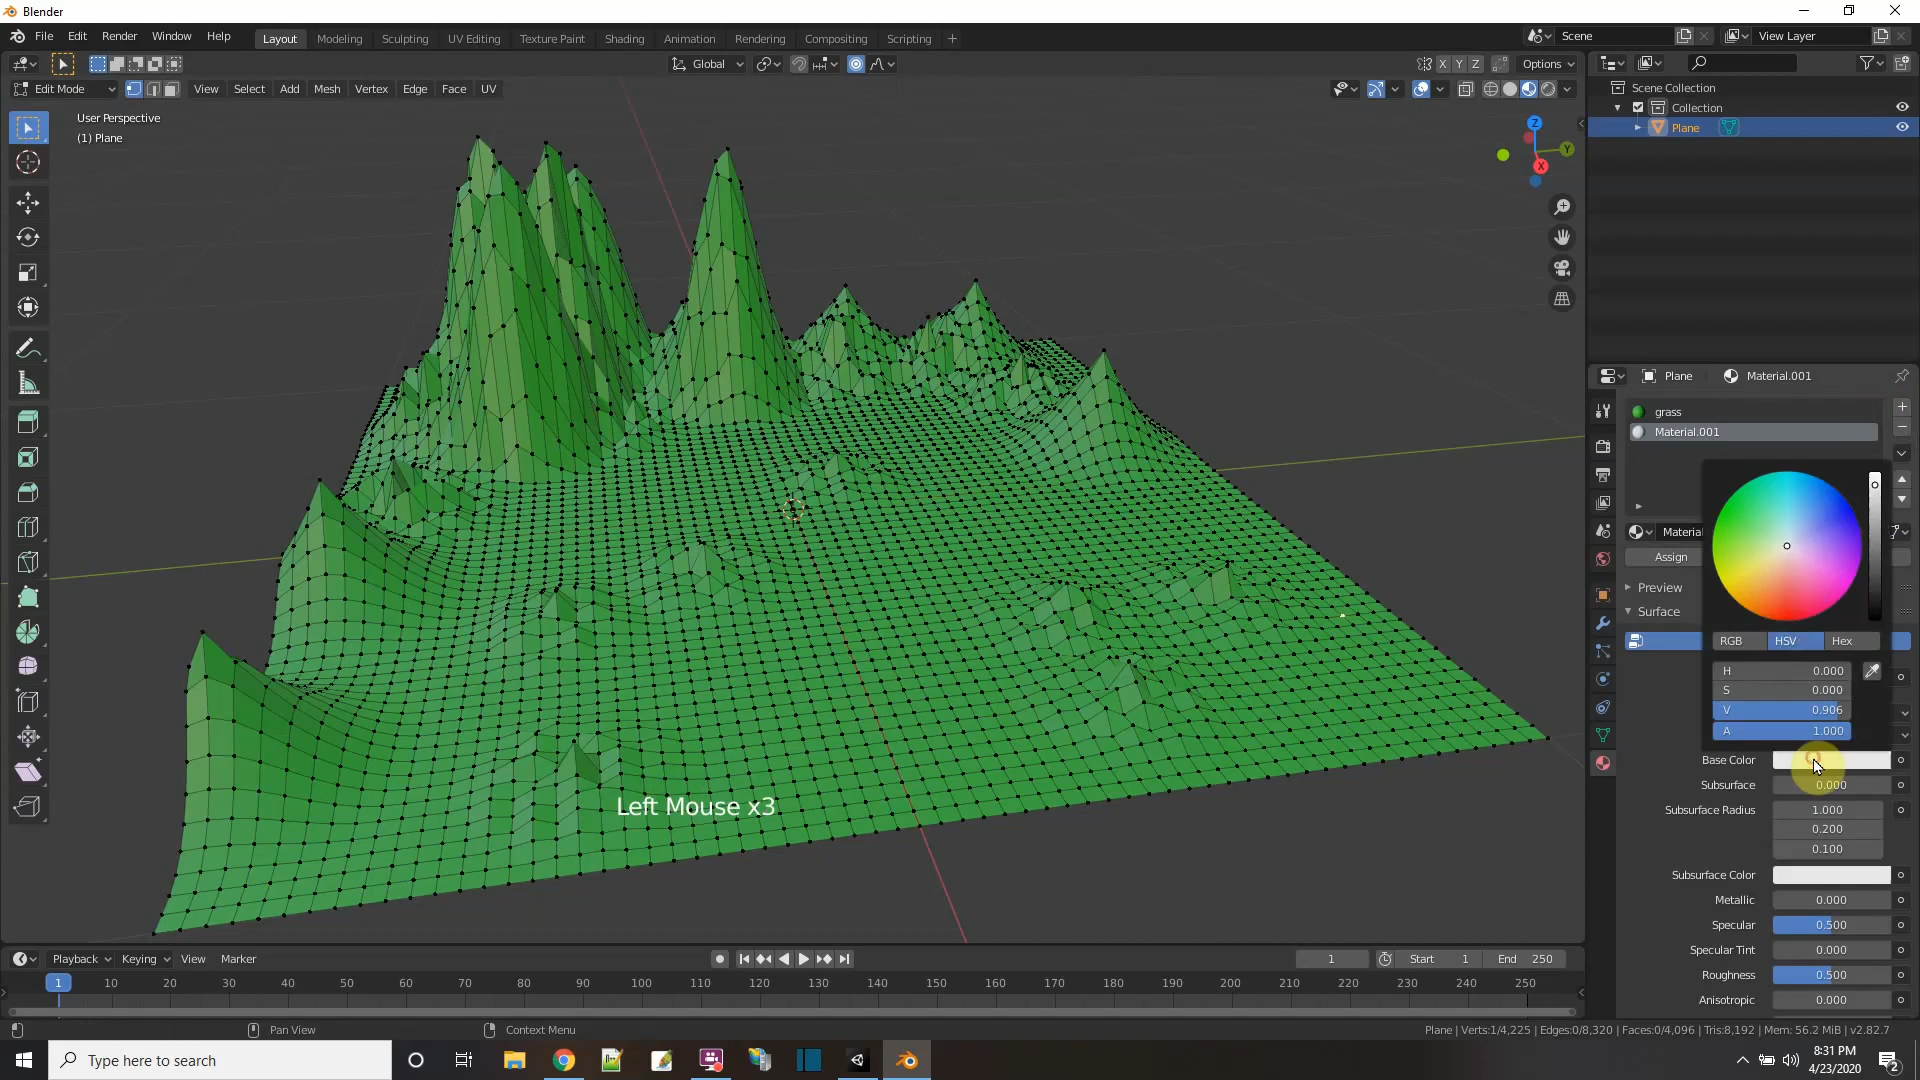 Blender
File Edit Render Window Help
Layout Modeling Sculpting UV Editing Texture Paint Shading Animation Rendering Compositing Scripting +
Scene
View Layer
Global
X Y Z
Options
Edit Mode
View Select Add Mesh Vertex Edge Face UV
User Perspective
(1) Plane
Z
Y
X
Scene Collection
Collection
Plane
Plane
Material.001
grass
Material.001
Material
Assign
Preview
Surface
RGB HSV Hex
H 0.000
S 0.000
V 0.906
A 1.000
Base Color
Subsurface 0.000
Subsurface Radius 1.000
0.200
0.100
Subsurface Color
Metallic 0.000
Specular 0.500
Specular Tint 0.000
Roughness 0.500
Anisotropic 0.000
Left Mouse x3
Playback Keying View Marker
1
Start 1
End 250
1 10 20 30 40 50 60 70 80 90 100 110 120 130 140 150 160 170 180 190 200 210 220 230 240 250
Pan View
Context Menu
Plane | Verts:1/4,225 | Edges:0/8,320 | Faces:0/4,096 | Tris:8,192 | Mem: 56.2 MiB | v2.82.7
Type here to search
8:31 PM
4/23/2020
2